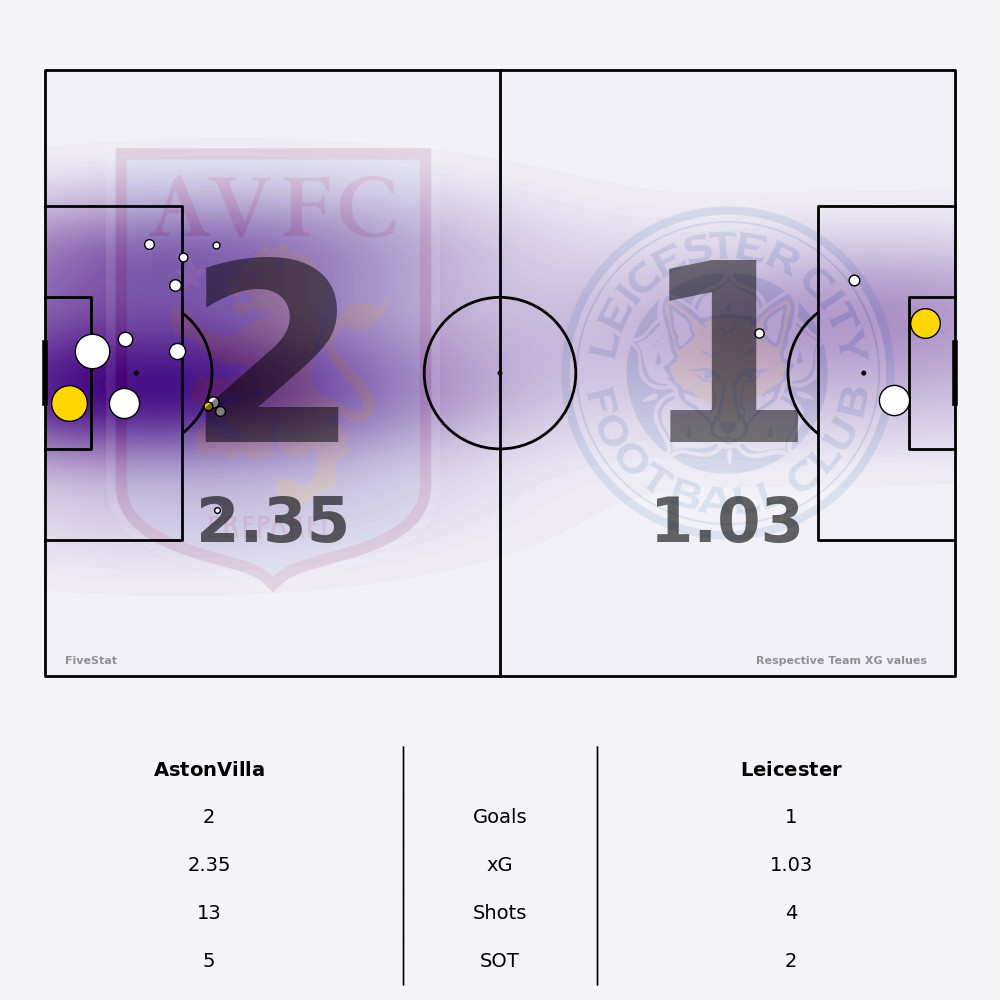 AVFC
2
PREPARED
2.35
LEICESTER CITY
FOOTBALL CLUB
1
1.03
FiveStat
Respective Team XG values
AstonVilla Leicester
2 Goals 1
2.35 xG 1.03
13 Shots 4
5 SOT 2